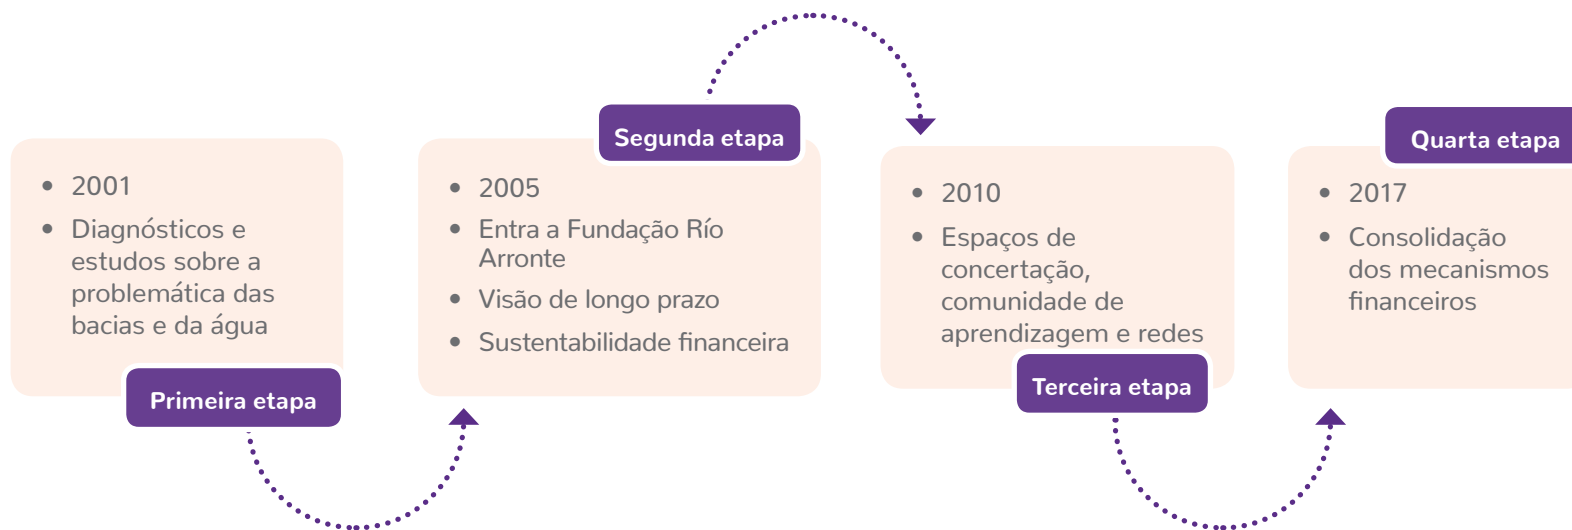 • 2001
• Diagnósticos e
estudos sobre a
problemática das
bacias e da água
Primeira etapa
Segunda etapa
• 2005
• Entra a Fundação Río
Arronte
• Visão de longo prazo
• Sustentabilidade financeira
• 2010
• Espaços de
concertação,
comunidade de
aprendizagem e redes
Terceira etapa
Quarta etapa
• 2017
• Consolidação
dos mecanismos
financeiros